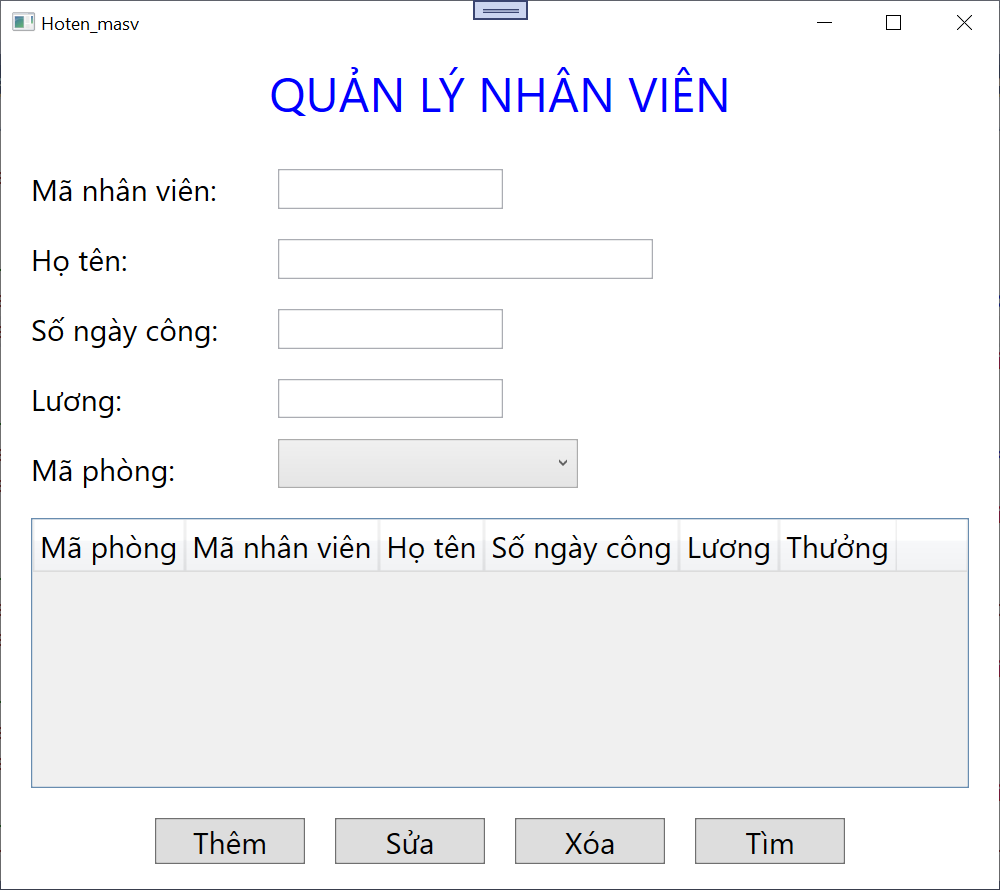 Hoten_masv
QUẢN LÝ NHÂN VIÊN
Mã nhân viên:
Họ tên:
Số ngày công:
Lương:
Mã phòng:
Mã phòng Mã nhân viên Họ tên Số ngày công Lương Thưởng
Thêm Sửa Xóa Tìm